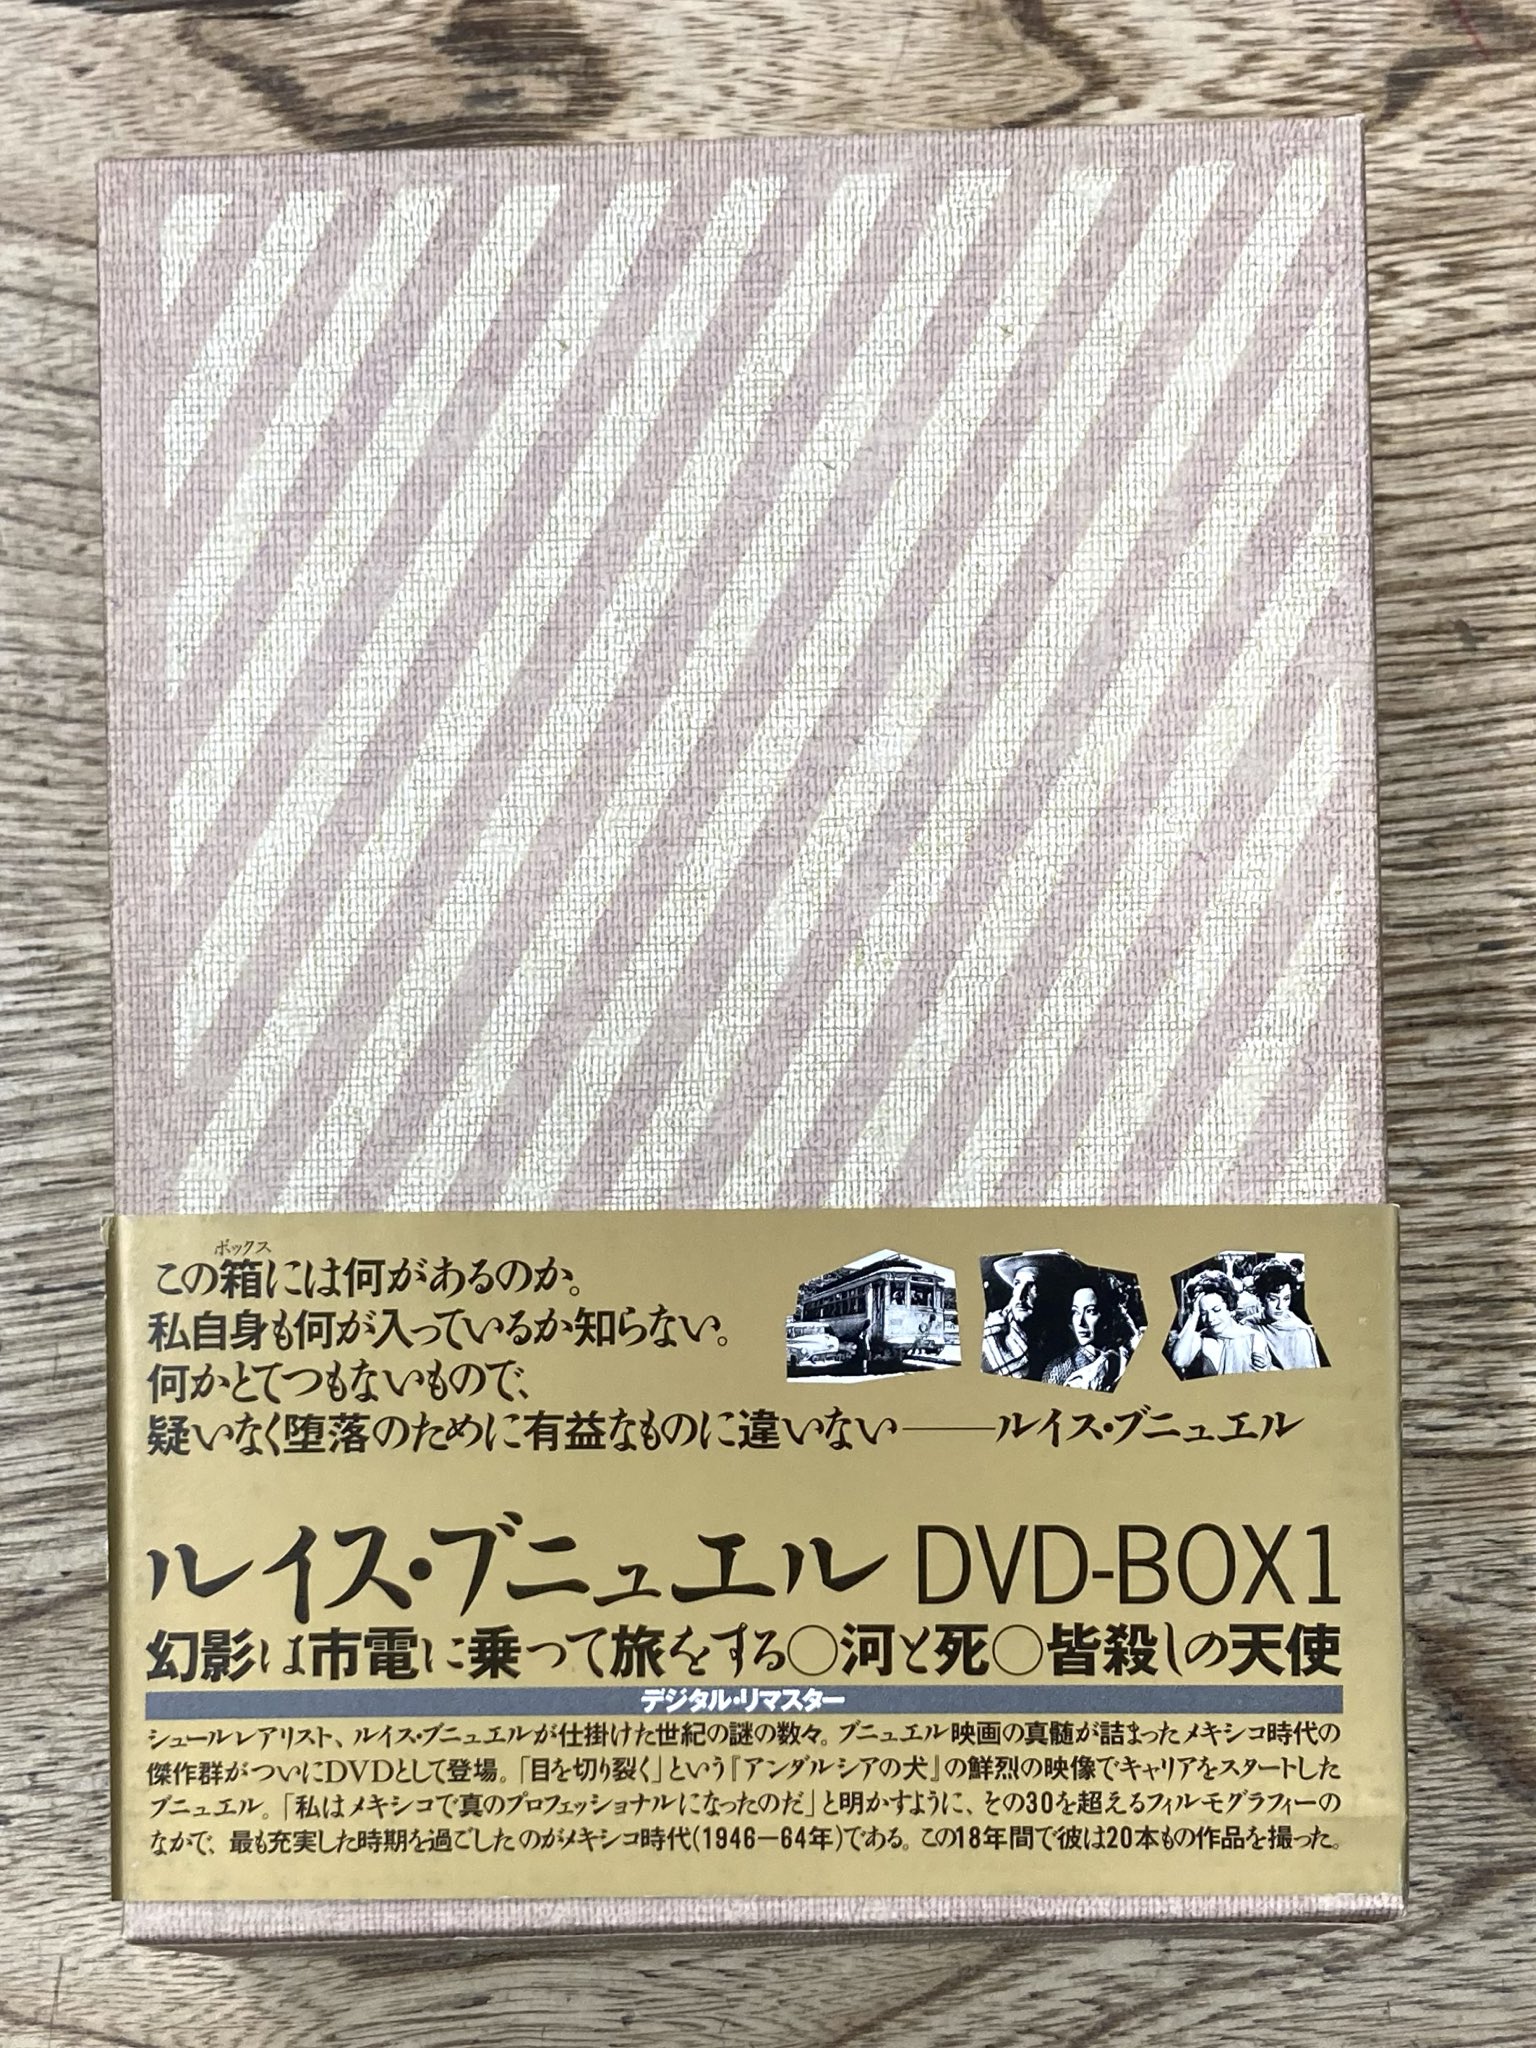 ボックス
この箱には何があるのか。
私自身も何が入っているか知らない。
何かとてつもないもので、
疑いなく堕落のために有益なものに違いない――ルイス・ブニュエル
ルイス・ブニュエル DVD-BOX1
幻影は市電に乗って旅をする○河と死○皆殺しの天使
デジタル・リマスター
シュールレアリスト、ルイス・ブニュエルが仕掛けた世紀の謎の数々。ブニュエル映画の真髄が詰まったメキシコ時代の
傑作群がついにDVDとして登場。「目を切り裂く」という『アンダルシアの犬』の鮮烈の映像でキャリアをスタートした
ブニュエル。「私はメキシコで真のプロフェッショナルになったのだ」と明かすように、その30を超えるフィルモグラフィーの
なかで、最も充実した時期を過ごしたのがメキシコ時代(1946―64年)である。この18年間で彼は20本もの作品を撮った。